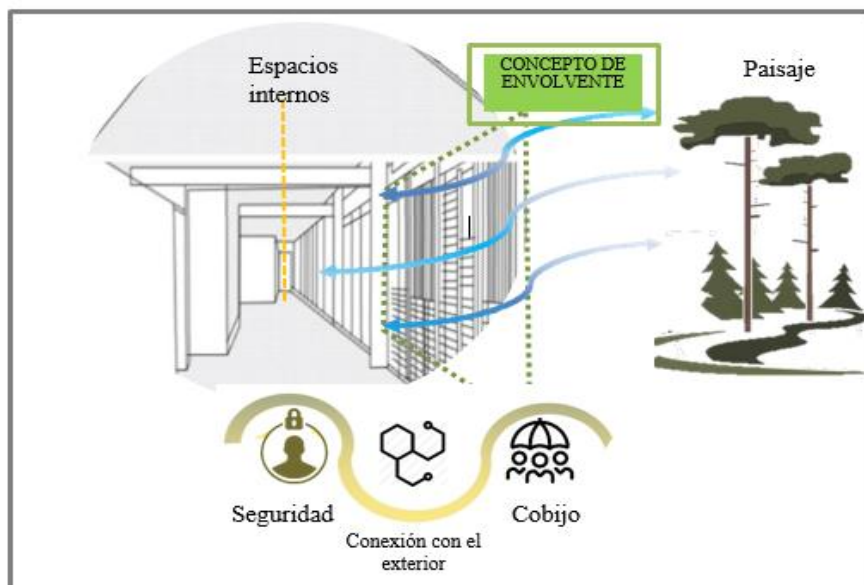 Espacios
internos
CONCEPTO DE
ENVOLVENTE
Paisaje
Seguridad
Conexión con el
exterior
Cobijo